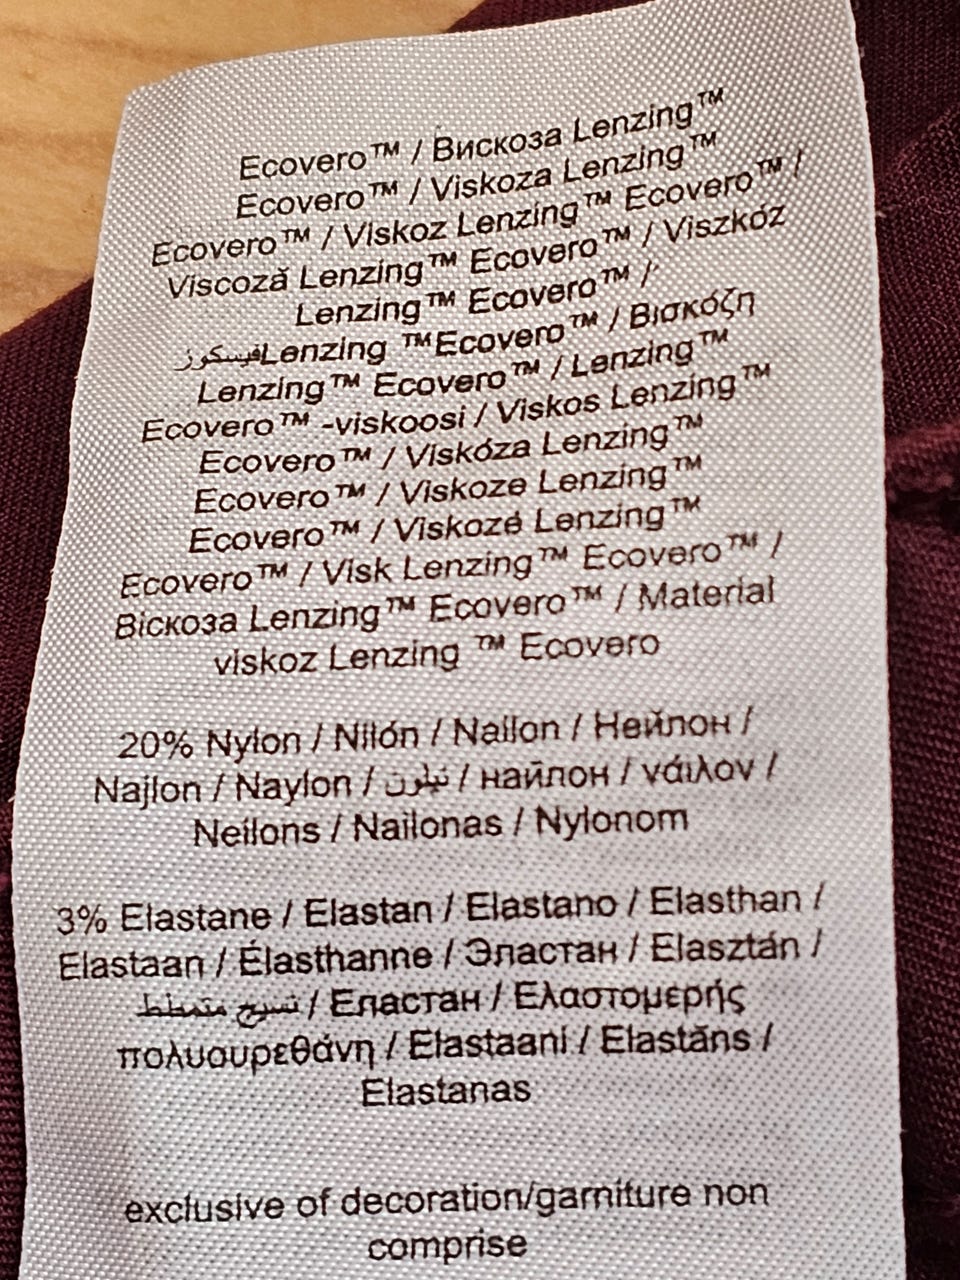 Ecovero™ / Вискоза Lenzing™
Ecovero™ / Viskoza Lenzing™
Ecovero™ / Viskoz Lenzing™ Ecovero™ /
Viscoză Lenzing™ Ecovero™ / Viszkóz
Lenzing™ Ecovero™ /
فيسكوزLenzing ™Ecovero™ / Βισκόζη
Lenzing™ Ecovero™ / Lenzing™
Ecovero™ -viskoosi / Viskos Lenzing™
Ecovero™ / Viskóza Lenzing™
Ecovero™ / Viskoze Lenzing™
Ecovero™ / Viskozė Lenzing™
Ecovero™ / Visk Lenzing™ Ecovero™ /
Віскоза Lenzing™ Ecovero™ / Material
viskoz Lenzing ™ Ecovero
20% Nylon / Nilón / Nailon / Нейлон /
Najlon / Naylon / نيلون / найлон / νάιλον /
Neilons / Nailonas / Nylonom
3% Elastane / Elastan / Elastano / Elasthan /
Elastaan / Élasthanne / Эластан / Elasztán /
نسيج متمطط / Еластан / Ελαστομερής
πολυουρεθάνη / Elastaani / Elastāns /
Elastanas
exclusive of decoration/garniture non
comprise